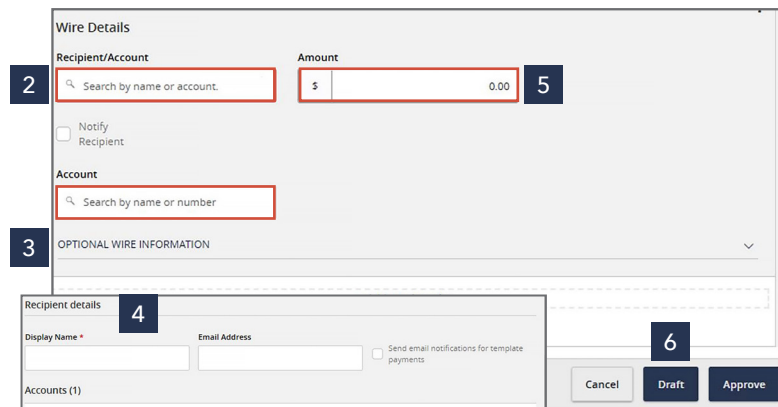 Wire Details
Recipient/Account Amount
2 Search by name or account. $ 0.00 5
Notify
Recipient
Account
Search by name or number
3 OPTIONAL WIRE INFORMATION
Recipient details 4
Display Name * Email Address
Send email notifications for template
payments
6
Accounts (1)
Cancel Draft Approve